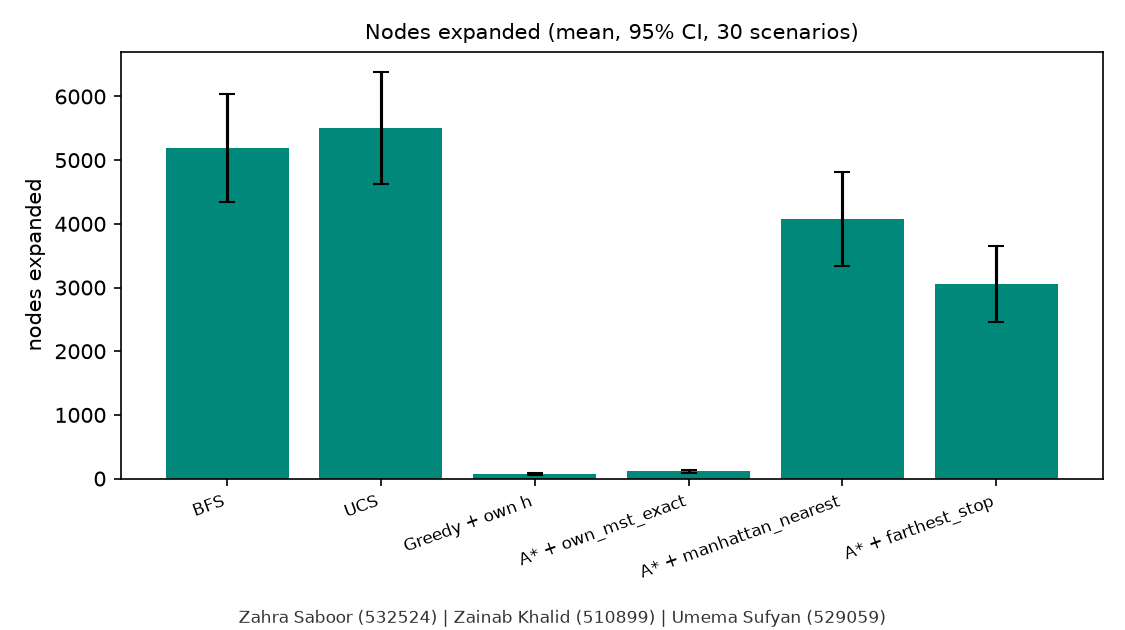 Nodes expanded (mean, 95% CI, 30 scenarios)
nodes expanded
6000
5000
4000
3000
2000
1000
0
BFS
UCS
Greedy + own h
A* + own_mst_exact
A* + manhattan_nearest
A* + farthest_stop
Zahra Saboor (532524) | Zainab Khalid (510899) | Umema Sufyan (529059)